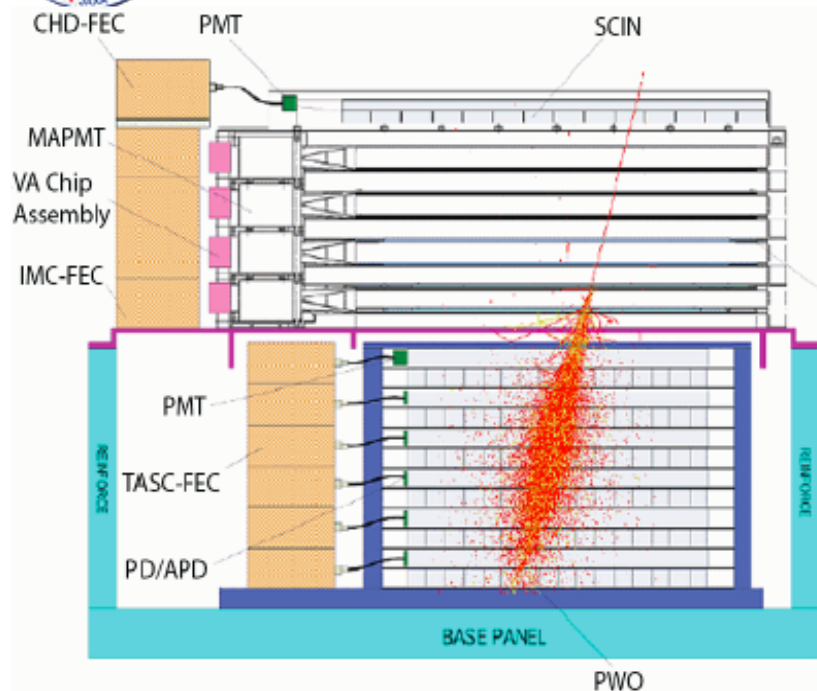 CHD-FEC
PMT
SCIN
MAPMT
VA Chip
Assembly
IMC-FEC
PMT
TASC-FEC
PD/APD
REINFORCE
REINFORCE
BASE PANEL
PWO